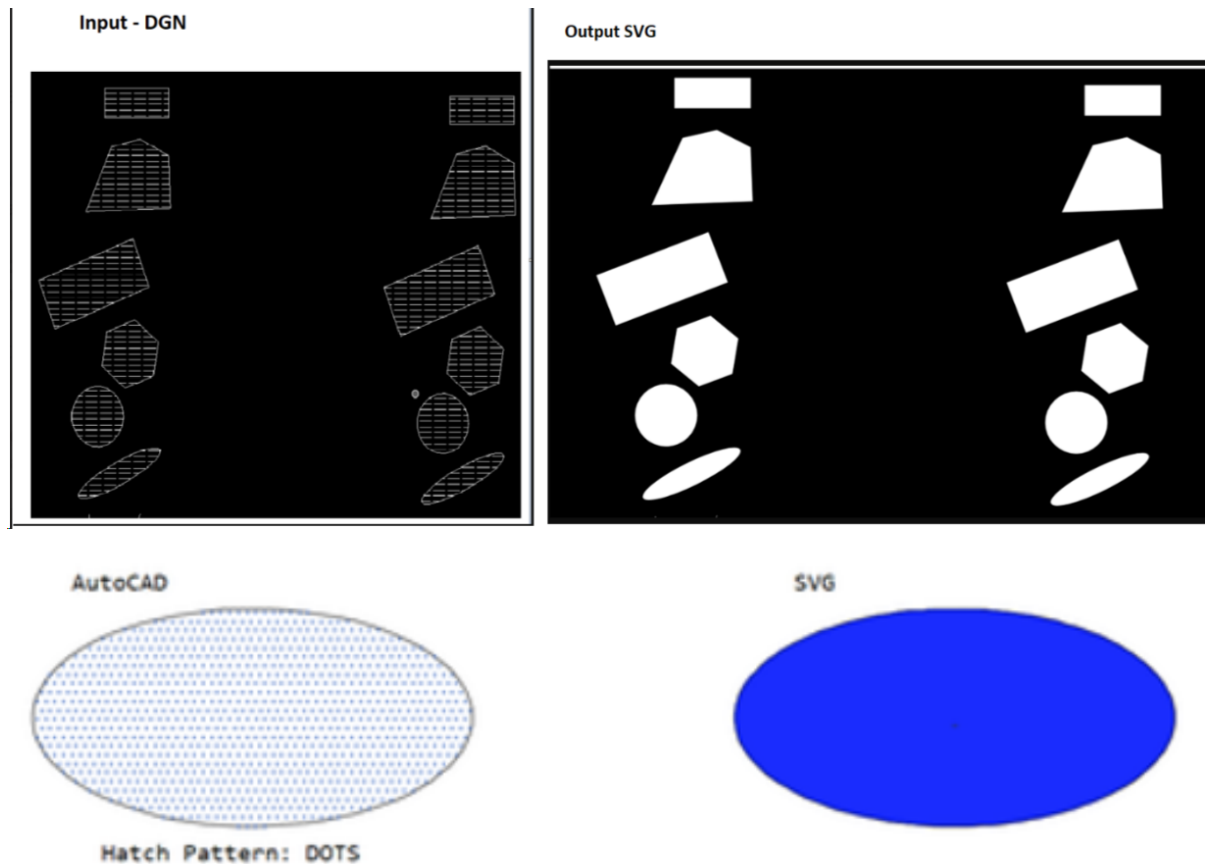 Input - DGN
Output SVG
AutoCAD
SVG
Hatch Pattern: DOTS